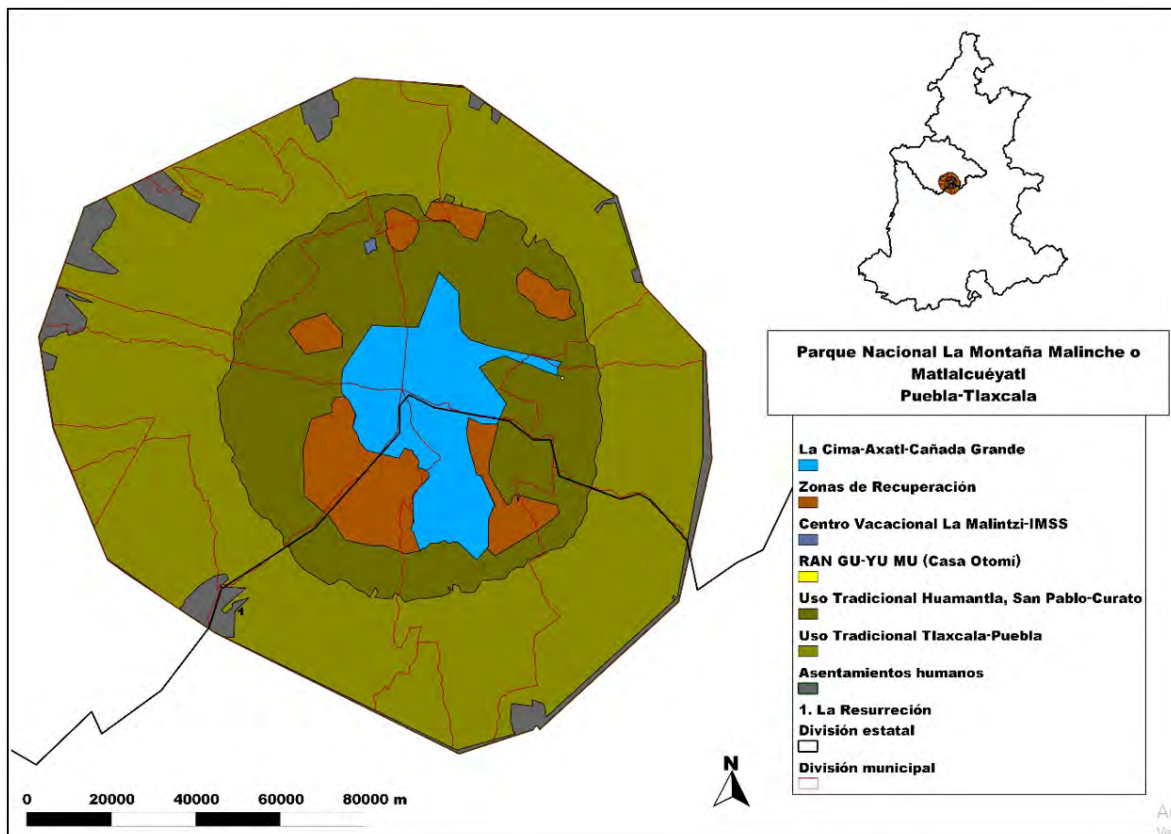 Parque Nacional La Montaña Malinche o
Matlalcuéyatl
Puebla-Tlaxcala
La Cima-Axatl-Cañada Grande
Zonas de Recuperación
Centro Vacacional La Malintzi-IMSS
RAN GU-YU MU (Casa Otomí)
Uso Tradicional Huamantla, San Pablo-Curato
Uso Tradicional Tlaxcala-Puebla
Asentamientos humanos
1. La Resurreción
División estatal
División municipal
1
N
0 20000 40000 60000 80000 m